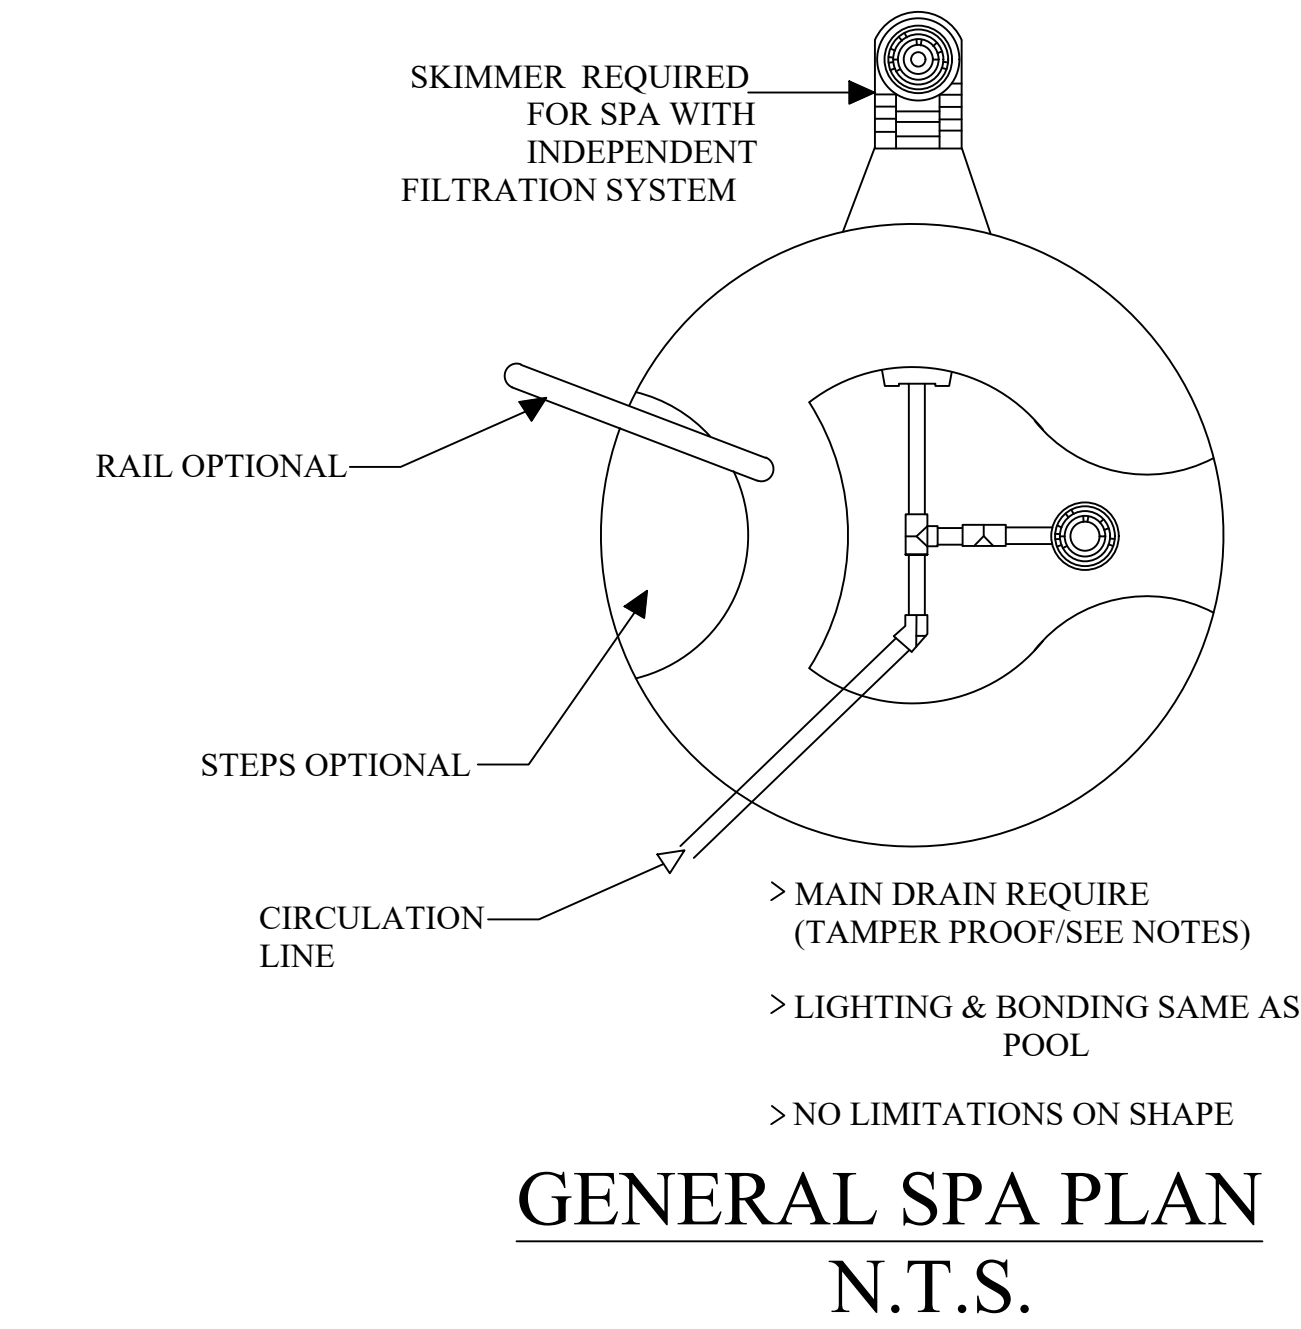 SKIMMER REQUIRED
FOR SPA WITH
INDEPENDENT
FILTRATION SYSTEM
RAIL OPTIONAL
STEPS OPTIONAL
CIRCULATION
LINE
> MAIN DRAIN REQUIRE
(TAMPER PROOF/SEE NOTES)
> LIGHTING & BONDING SAME AS
POOL
> NO LIMITATIONS ON SHAPE
GENERAL SPA PLAN
N.T.S.